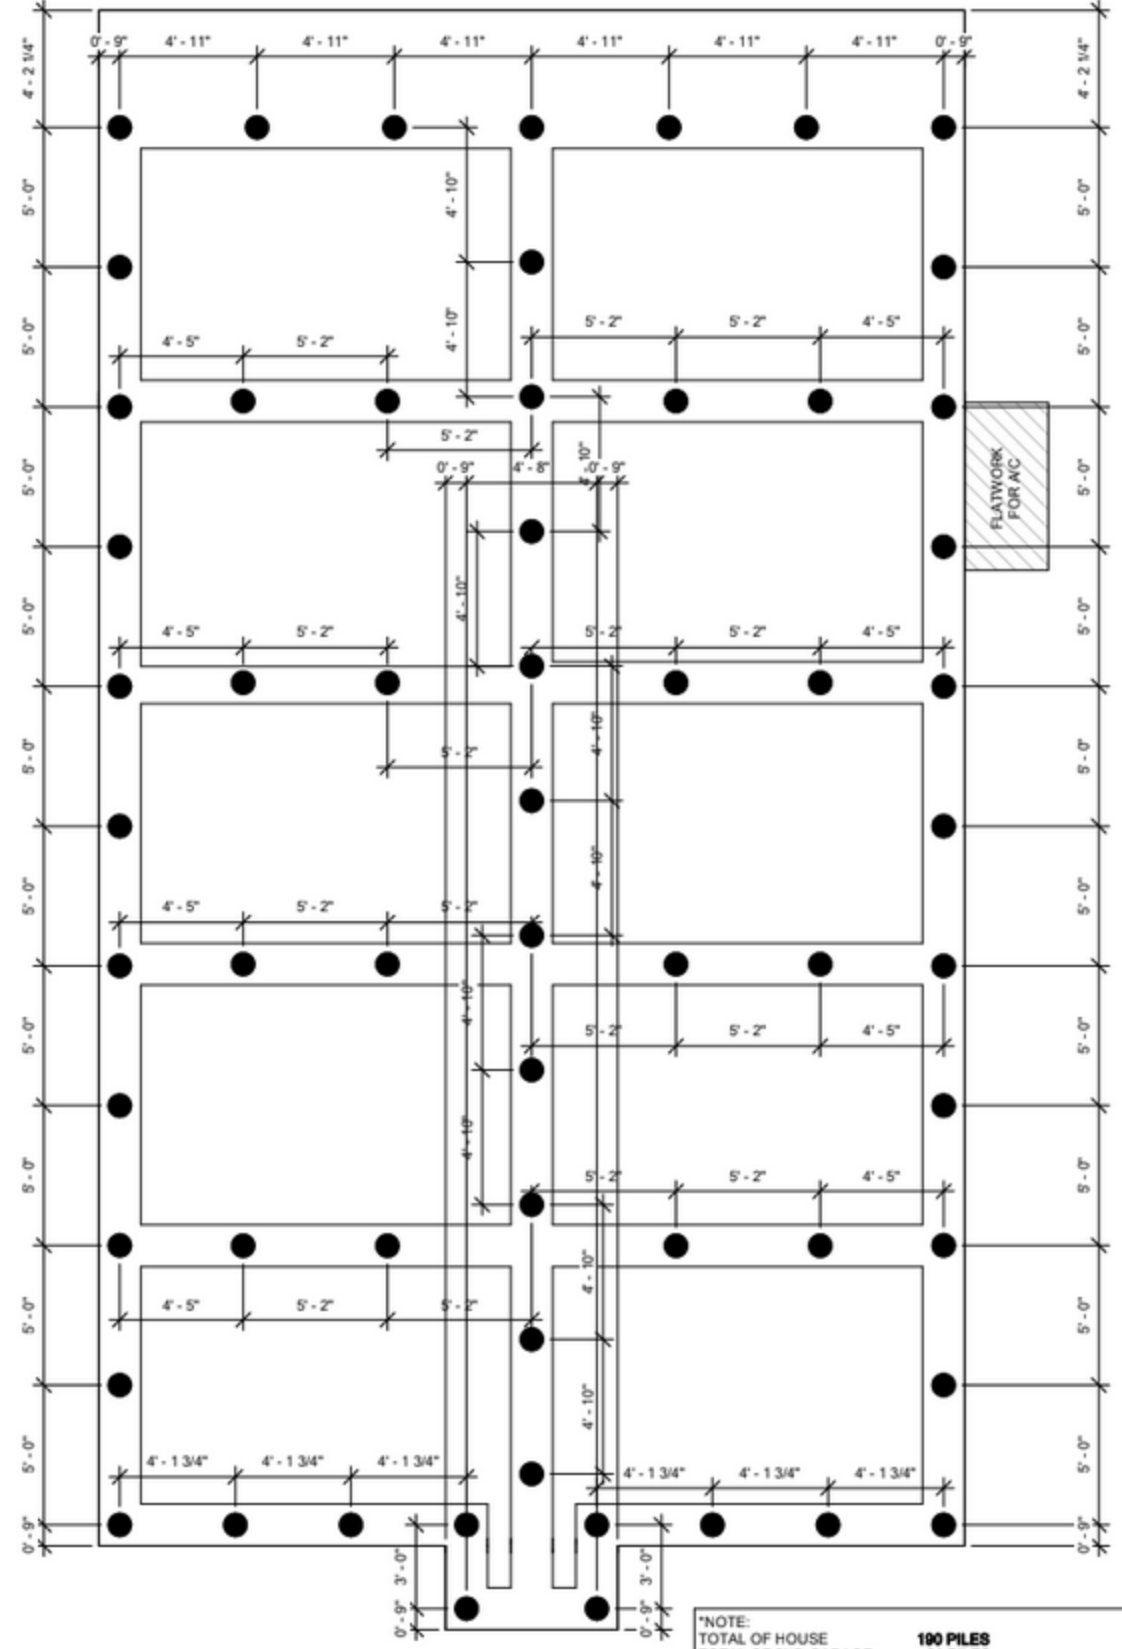 0' - 9" 4' - 11" 4' - 11" 4' - 11" 4' - 11" 4' - 11" 4' - 11" 0' - 9"
4' - 2 1/4" 4' - 2 1/4"
5' - 0" 4' - 10" 5' - 0"
5' - 0" 4' - 5" 5' - 2" 4' - 10" 5' - 2" 5' - 2" 4' - 5" 5' - 0"
5' - 2"
0' - 9" 4' - 8" 0' - 9"
5' - 0" 4' - 10" 5' - 0"
FLATWORK
FOR A/C
5' - 0" 4' - 10" 5' - 0"
4' - 5" 5' - 2" 5' - 2" 5' - 2" 4' - 5"
5' - 0" 5' - 2" 4' - 10" 5' - 0"
5' - 0" 4' - 10" 5' - 0"
4' - 5" 5' - 2" 5' - 2"
5' - 0" 4' - 10" 5' - 2" 5' - 2" 4' - 5" 5' - 0"
5' - 0" 4' - 10" 5' - 2" 5' - 2" 4' - 5" 5' - 0"
5' - 0" 4' - 5" 5' - 2" 5' - 2" 4' - 10" 5' - 0"
4' - 10"
5' - 0" 4' - 1 3/4" 4' - 1 3/4" 4' - 1 3/4" 4' - 1 3/4" 4' - 1 3/4" 4' - 1 3/4" 5' - 0"
0' - 9" 0' - 9"
3' - 0" 3' - 0"
0' - 9" 0' - 9"
*NOTE:
TOTAL OF HOUSE 190 PILES